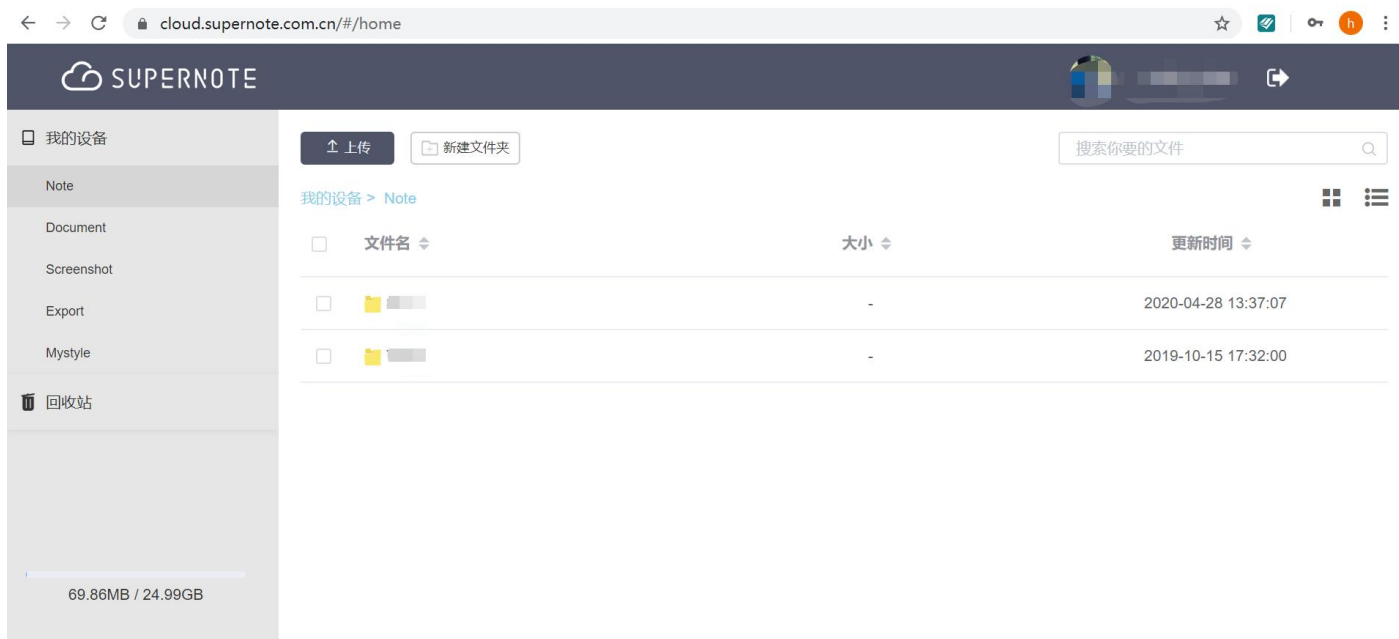 cloud.supernote.com.cn/#/home
h
SUPERNOTE
我的设备
Note
Document
Screenshot
Export
Mystyle
回收站
69.86MB / 24.99GB
上传
新建文件夹
搜索你要的文件
我的设备 > Note
文件名 大小 更新时间
- 2020-04-28 13:37:07
- 2019-10-15 17:32:00